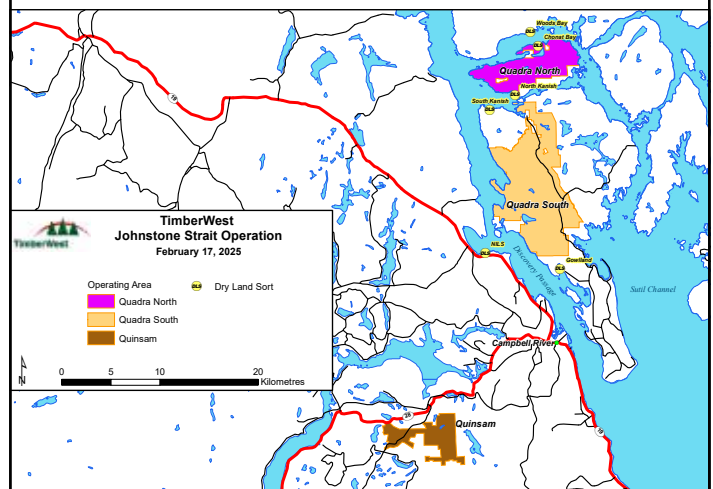 Woods Bay
DLS
Chonat Bay
DLS
Quadra North
North Kanish
DLS
South Kanish
DLS
19
Quadra South
TimberWest
TimberWest
Johnstone Strait Operation
February 17, 2025
NILS
DLS
Gowlland
DLS
Discovery Passage
Sutil Channel
Operating Area
DLS Dry Land Sort
Quadra North
Quadra South
Quinsam
Campbell River
N
0 5 10 20
Kilometres
28
Quinsam
19